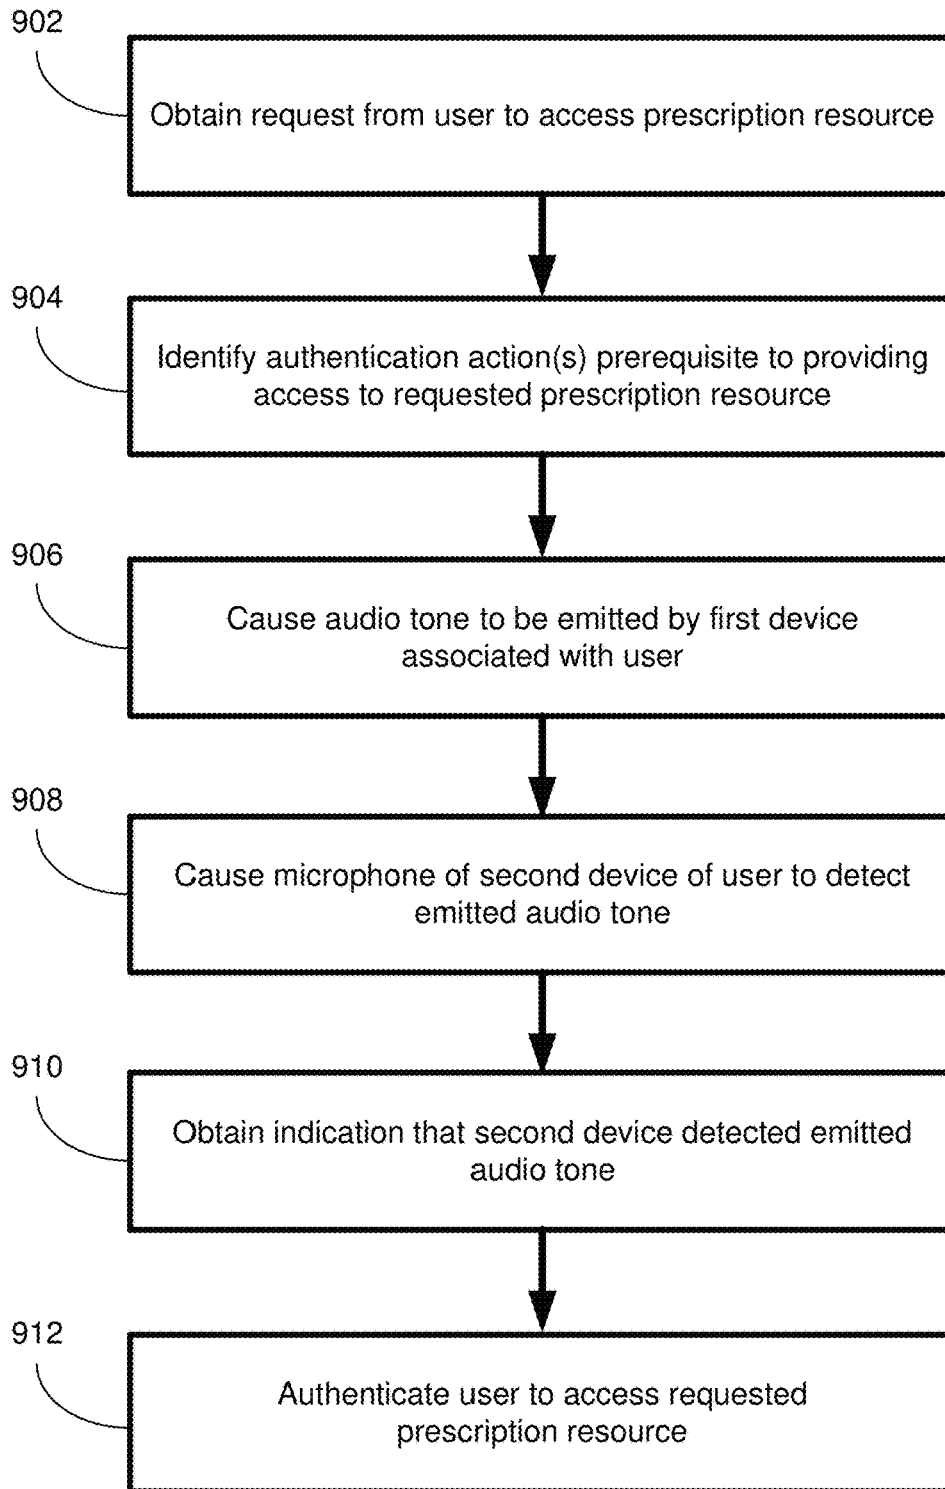 902
Obtain request from user to access prescription resource
904
Identify authentication action(s) prerequisite to providing
access to requested prescription resource
906
Cause audio tone to be emitted by first device
associated with user
908
Cause microphone of second device of user to detect
emitted audio tone
910
Obtain indication that second device detected emitted
audio tone
912
Authenticate user to access requested
prescription resource